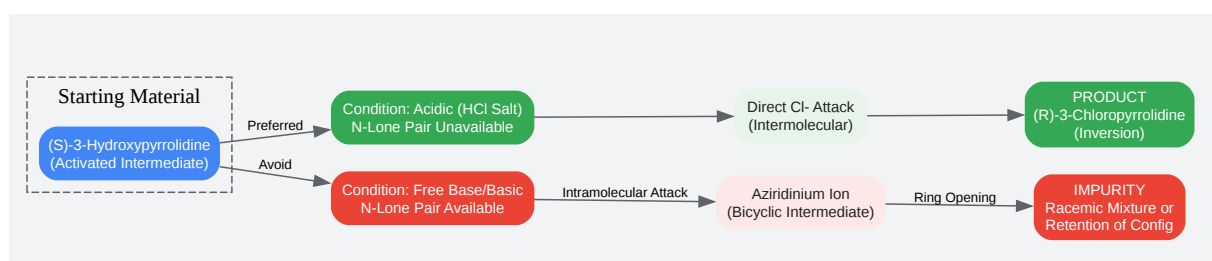 Starting Material
(S)-3-Hydroxypyrrolidine
(Activated Intermediate)
Preferred
Condition: Acidic (HCl Salt)
N-Lone Pair Unavailable
Direct Cl- Attack
(Intermolecular)
PRODUCT
(R)-3-Chloropyrrolidine
(Inversion)
Avoid
Condition: Free Base/Basic
N-Lone Pair Available
Intramolecular Attack
Aziridinium Ion
(Bicyclic Intermediate)
Ring Opening
IMPURITY
Racemic Mixture or
Retention of Config